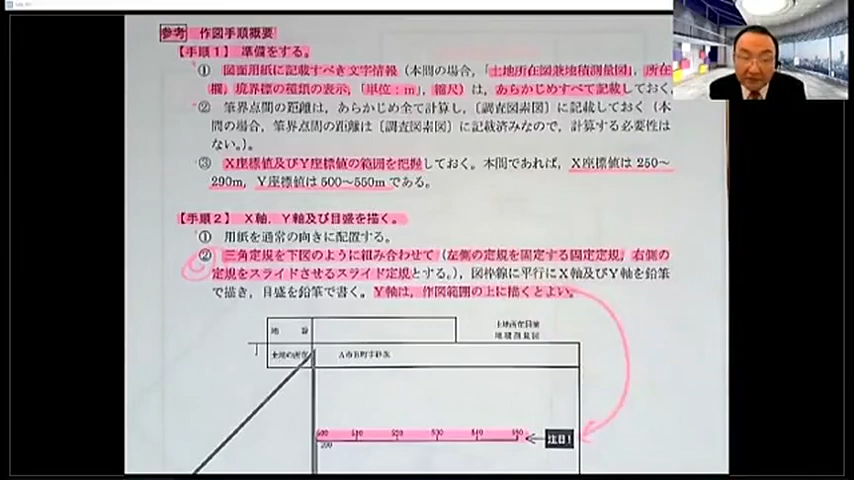 参考 作図手順概要
【手順1】 準備をする。
① 図面用紙に記載すべき文字情報（本問の場合，「土地所在図兼地積測量図」，所在
欄，境界標の種類の表示，「単位：m」，縮尺）は，あらかじめすべて記載しておく。
② 筆界点間の距離は，あらかじめ全て計算し，〔調査図素図〕に記載しておく（本
問の場合，筆界点間の距離は〔調査図素図〕に記載済みなので，計算する必要性は
ない。）。
③ X座標値及びY座標値の範囲を把握しておく。本問であれば，X座標値は250～
290m，Y座標値は500～550mである。
【手順2】 X軸，Y軸及び目盛を描く。
① 用紙を通常の向きに配置する。
② 三角定規を下図のように組み合わせて（左側の定規を固定する固定定規，右側の
定規をスライドさせるスライド定規とする。），図枠線に平行にX軸及びY軸を鉛筆
で描き，目盛を鉛筆で書く。Y軸は，作図範囲の上に描くとよい。
地 番
土地所在図兼
地積測量図
土地の所在 A市B町字砂浜
500 510 520 530 540 550
290
注目！